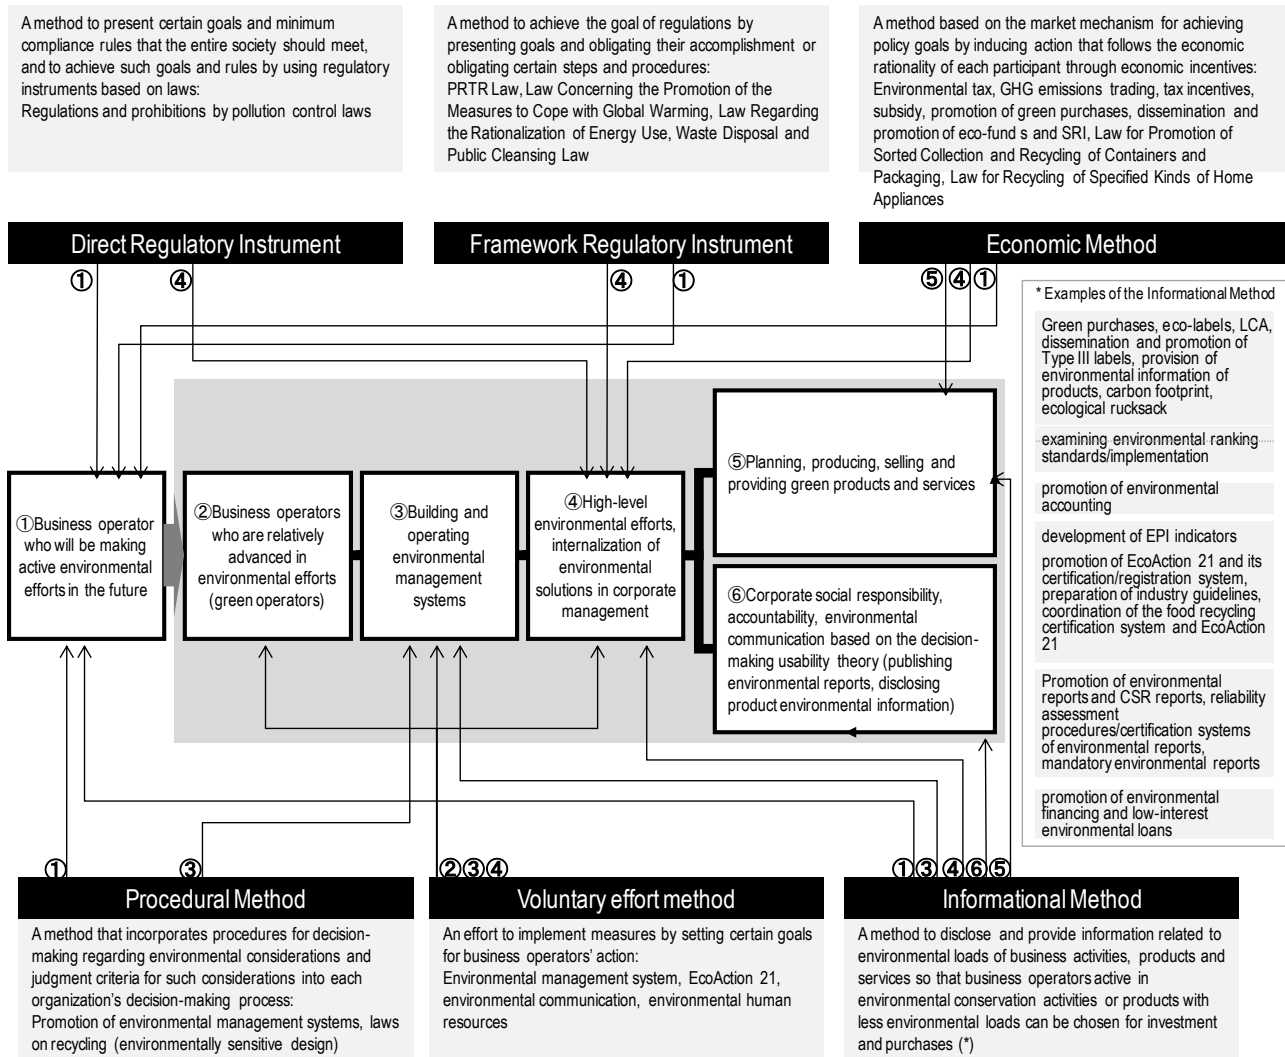 A method to present certain goals and minimum
compliance rules that the entire society should meet,
and to achieve such goals and rules by using regulatory
instruments based on laws:
Regulations and prohibitions by pollution control laws
A method to achieve the goal of regulations by
presenting goals and obligating their accomplishment or
obligating certain steps and procedures:
PRTR Law, Law Concerning the Promotion of the
Measures to Cope with Global Warming, Law Regarding
the Rationalization of Energy Use, Waste Disposal and
Public Cleansing Law
A method based on the market mechanism for achieving
policy goals by inducing action that follows the economic
rationality of each participant through economic incentives:
Environmental tax, GHG emissions trading, tax incentives,
subsidy, promotion of green purchases, dissemination and
promotion of eco-fund s and SRI, Law for Promotion of
Sorted Collection and Recycling of Containers and
Packaging, Law for Recycling of Specified Kinds of Home
Appliances
Direct Regulatory Instrument
Framework Regulatory Instrument
Economic Method
① ④ ④ ① ⑤ ④ ①
* Examples of the Informational Method
Green purchases, eco-labels, LCA,
dissemination and promotion of
Type III labels, provision of
environmental information of
products, carbon footprint,
ecological rucksack
examining environmental ranking
standards/implementation
promotion of environmental
accounting
development of EPI indicators
promotion of EcoAction 21 and its
certification/registration system,
preparation of industry guidelines,
coordination of the food recycling
certification system and EcoAction
21
Promotion of environmental
reports and CSR reports, reliability
assessment
procedures/certification systems
of environmental reports,
mandatory environmental reports
promotion of environmental
financing and low-interest
environmental loans
①Business operator
who will be making
active environmental
efforts in the future
②Business operators
who are relatively
advanced in
environmental efforts
(green operators)
③Building and
operating
environmental
management
systems
④High-level
environmental efforts,
internalization of
environmental
solutions in corporate
management
⑤Planning, producing, selling and
providing green products and services
⑥Corporate social responsibility,
accountability, environmental
communication based on the decision-
making usability theory (publishing
environmental reports, disclosing
product environmental information)
① ③ ②③④ ① ③ ④ ⑥ ⑤
Procedural Method
Voluntary effort method
Informational Method
A method that incorporates procedures for decision-
making regarding environmental considerations and
judgment criteria for such considerations into each
organization's decision-making process:
Promotion of environmental management systems, laws
on recycling (environmentally sensitive design)
An effort to implement measures by setting certain goals
for business operators' action:
Environmental management system, EcoAction 21,
environmental communication, environmental human
resources
A method to disclose and provide information related to
environmental loads of business activities, products and
services so that business operators active in
environmental conservation activities or products with
less environmental loads can be chosen for investment
and purchases (*)